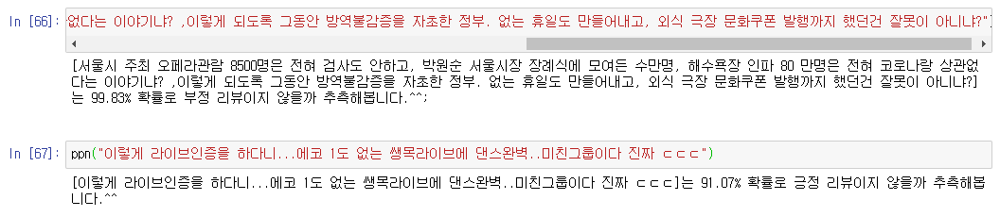 In [66]: 없다는 이야기냐? ,이렇게 되도록 그동안 방역불감증을 자초한 정부. 없는 휴일도 만들어내고, 외식 극장 문화쿠폰 발행까지 했던건 잘못이 아니냐?")
[서울시 주최 오페라관람 8500명은 전혀 검사도 안하고, 박원순 서울시장 장례식에 모여든 수만명, 해수욕장 인파 80 만명은 전혀 코로나랑 상관없
다는 이야기냐? ,이렇게 되도록 그동안 방역불감증을 자초한 정부. 없는 휴일도 만들어내고, 외식 극장 문화쿠폰 발행까지 했던건 잘못이 아니냐?]
는 99.83% 확률로 부정 리뷰이지 않을까 추측해봅니다.^^;
In [67]: ppn("이렇게 라이브인증을 하다니...에코 1도 없는 쌩목라이브에 댄스완벽..미친그룹이다 진짜 ㄷㄷㄷ")
[이렇게 라이브인증을 하다니...에코 1도 없는 쌩목라이브에 댄스완벽..미친그룹이다 진짜 ㄷㄷㄷ]는 91.07% 확률로 긍정 리뷰이지 않을까 추측해봅
니다.^^